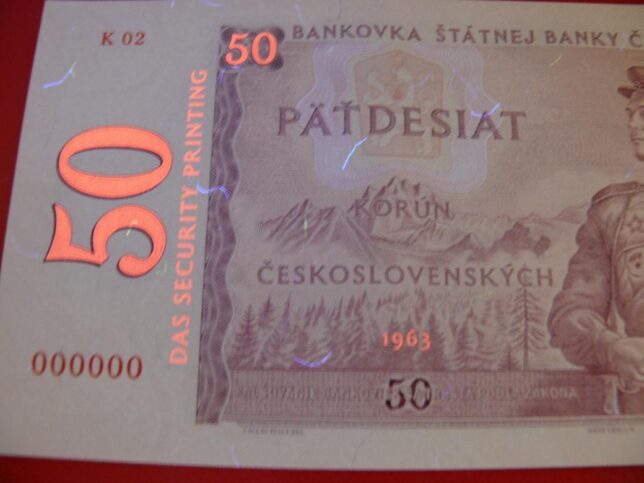 K 02
50
BANKOVKA ŠTÁTNEJ BANKY Č
50
DAS SECURITY PRINTING
PÄŤDESIAT
KORÚN
ČESKOSLOVENSKÝCH
1963
000000
50